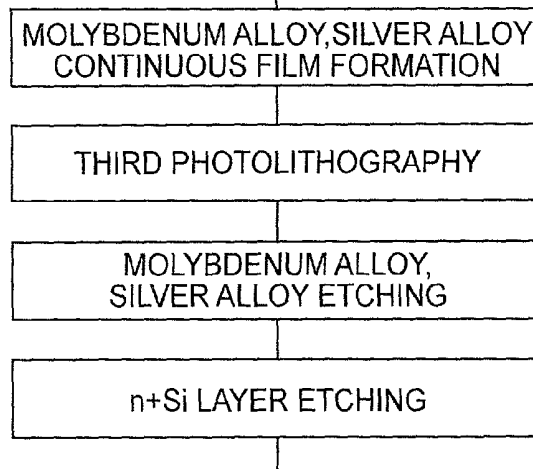 MOLYBDENUM ALLOY,SILVER ALLOY
CONTINUOUS FILM FORMATION
THIRD PHOTOLITHOGRAPHY
MOLYBDENUM ALLOY,
SILVER ALLOY ETCHING
n+Si LAYER ETCHING